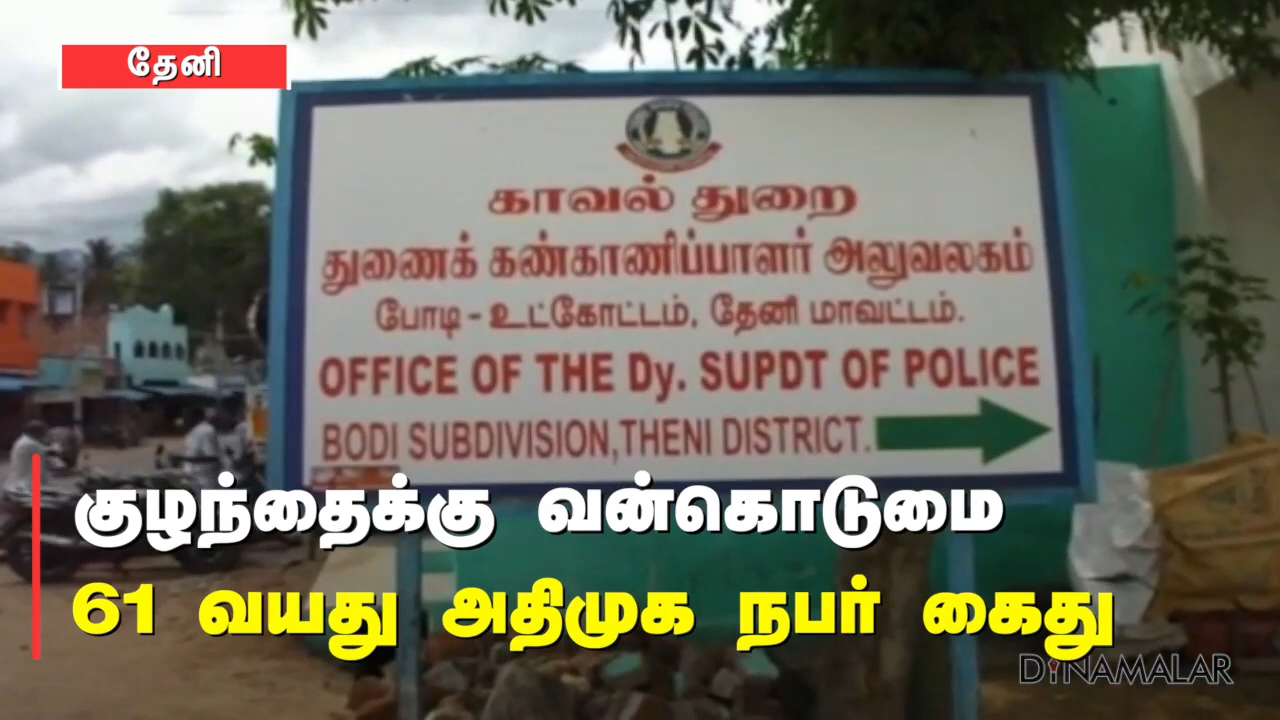 தேனி
காவல் துறை
துணைக் கண்காணிப்பாளர் அலுவலகம்
போடி - உட்கோட்டம், தேனி மாவட்டம்.
OFFICE OF THE Dy. SUPDT OF POLICE
BODI SUBDIVISION, THENI DISTRICT.
குழந்தைக்கு வன்கொடுமை
61 வயது அதிமுக நபர் கைது
DINAMALAR